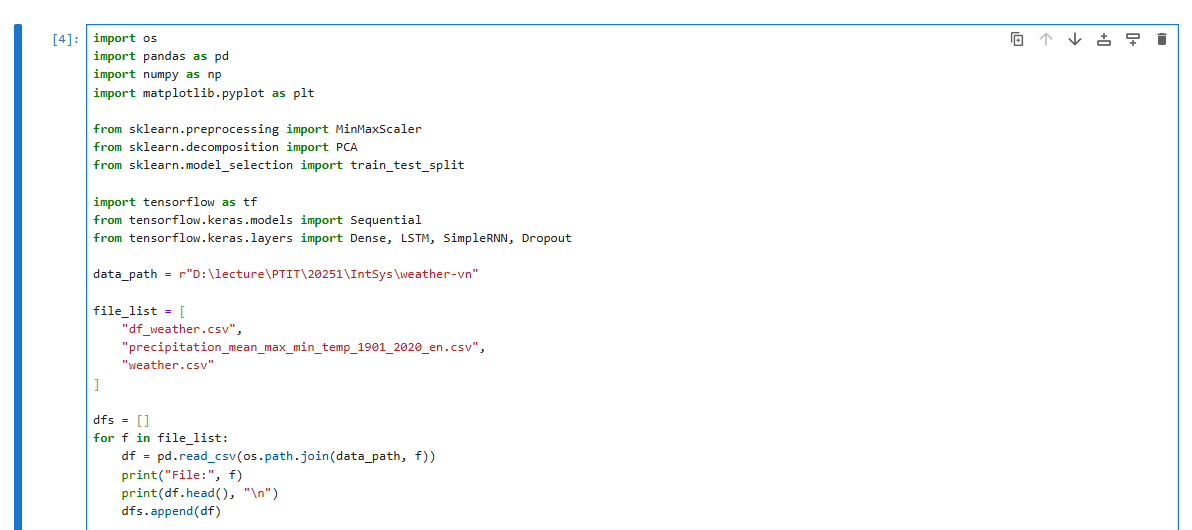 [4]:
import os
import pandas as pd
import numpy as np
import matplotlib.pyplot as plt

from sklearn.preprocessing import MinMaxScaler
from sklearn.decomposition import PCA
from sklearn.model_selection import train_test_split

import tensorflow as tf
from tensorflow.keras.models import Sequential
from tensorflow.keras.layers import Dense, LSTM, SimpleRNN, Dropout

data_path = r"D:\lecture\PTIT\20251\IntSys\weather-vn"

file_list = [
    "df_weather.csv",
    "precipitation_mean_max_min_temp_1901_2020_en.csv",
    "weather.csv"
]

dfs = []
for f in file_list:
    df = pd.read_csv(os.path.join(data_path, f))
    print("File:", f)
    print(df.head(), "\n")
    dfs.append(df)